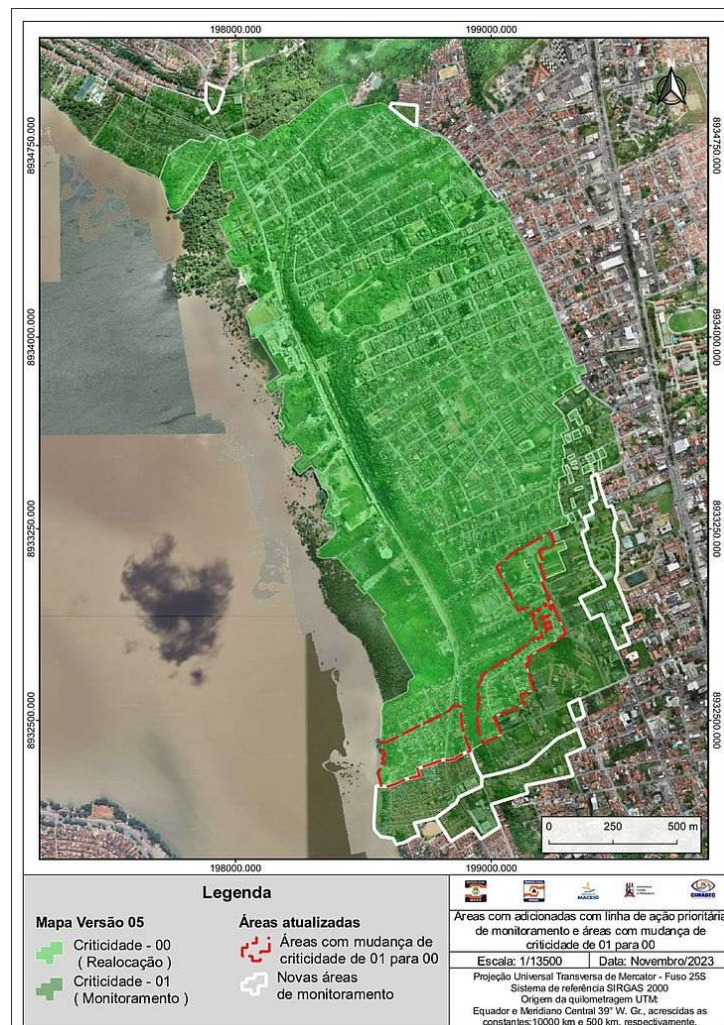 198000.000
199000.000
8934750.000
8934750.000
8934000.000
8934000.000
8933250.000
8933250.000
8932500.000
8932500.000
0 250 500 m
198000.000
199000.000
Legenda
Mapa Versão 05
Criticidade - 00
( Realocação )
Criticidade - 01
( Monitoramento )
Áreas atualizadas
Áreas com mudança de
criticidade de 01 para 00
Novas áreas
de monitoramento
MACEIÓ
CIMADEC
Áreas com adicionadas com linha de ação prioritária
de monitoramento e áreas com mudança de
criticidade de 01 para 00
Escala: 1/13500
Data: Novembro/2023
Projeção Universal Transversa de Mercator - Fuso 25S
Sistema de referência SIRGAS 2000
Origem da quilometragem UTM:
Equador e Meridiano Central 39° W. Gr., acrescidas as
constantes:10000 km e 500 km, respectivamente.